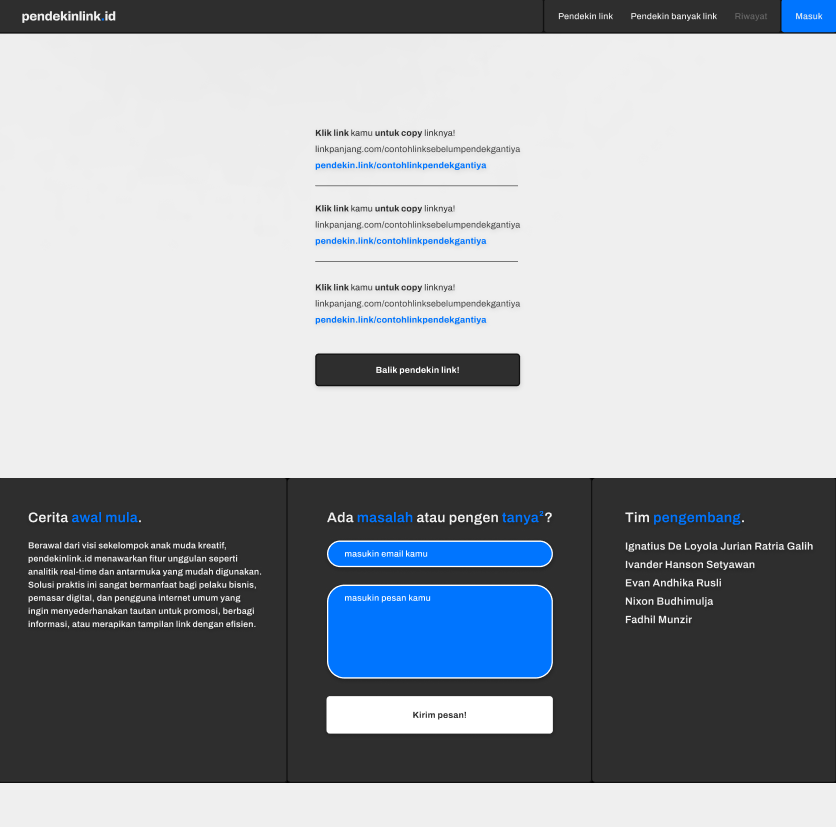 pendekinlink.id
Pendekin link
Pendekin banyak link
Riwayat
Masuk
Klik link kamu untuk copy linknya!
linkpanjang.com/contohlinksebelumpendekgantiya
pendekin.link/contohlinkpendekgantiya
Klik link kamu untuk copy linknya!
linkpanjang.com/contohlinksebelumpendekgantiya
pendekin.link/contohlinkpendekgantiya
Klik link kamu untuk copy linknya!
linkpanjang.com/contohlinksebelumpendekgantiya
pendekin.link/contohlinkpendekgantiya
Balik pendekin link!
Cerita awal mula.
Berawal dari visi sekelompok anak muda kreatif,
pendekinlink.id menawarkan fitur unggulan seperti
analitik real-time dan antarmuka yang mudah digunakan.
Solusi praktis ini sangat bermanfaat bagi pelaku bisnis,
pemasar digital, dan pengguna internet umum yang
ingin menyederhanakan tautan untuk promosi, berbagi
informasi, atau merapikan tampilan link dengan efisien.
Ada masalah atau pengen tanya²?
masukin email kamu
masukin pesan kamu
Kirim pesan!
Tim pengembang.
Ignatius De Loyola Jurian Ratria Galih
Ivander Hanson Setyawan
Evan Andhika Rusli
Nixon Budhimulja
Fadhil Munzir